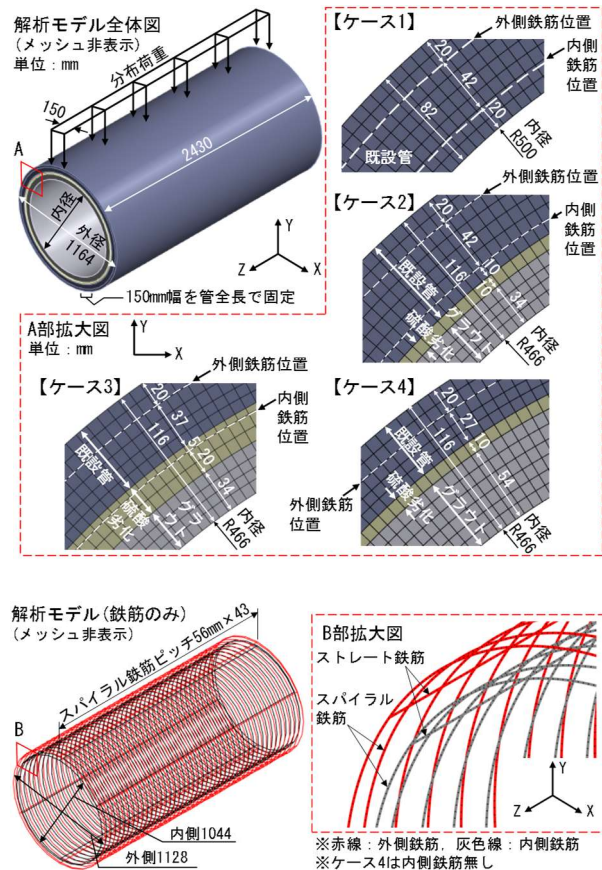 解析モデル全体図
(メッシュ非表示)
単位：mm
分布荷重
150
2430
A
内径
外径
1164
Y
Z
X
150mm幅を管全長で固定
【ケース1】
外側鉄筋位置
内側
鉄筋
位置
20
42
20
82
内径
R500
既設管
【ケース2】
外側鉄筋位置
内側
鉄筋
位置
20
42
10
10
116
34
既設管
硫酸劣化
グラウト
内径
R466
A部拡大図
単位：mm
Y
X
【ケース3】
外側鉄筋位置
内側
鉄筋
位置
20
37
5
20
116
34
既設管
硫酸
劣化
グラ
ウト
内径
R466
【ケース4】
20
27
10
116
54
既設管
硫酸劣化
グラウト
外側鉄筋
位置
内径
R466
解析モデル(鉄筋のみ)
(メッシュ非表示)
スパイラル鉄筋ピッチ56mm×43
B
内側1044
外側1128
B部拡大図
ストレート鉄筋
スパイラル
鉄筋
Y
Z
X
※赤線：外側鉄筋，灰色線：内側鉄筋
※ケース4は内側鉄筋無し